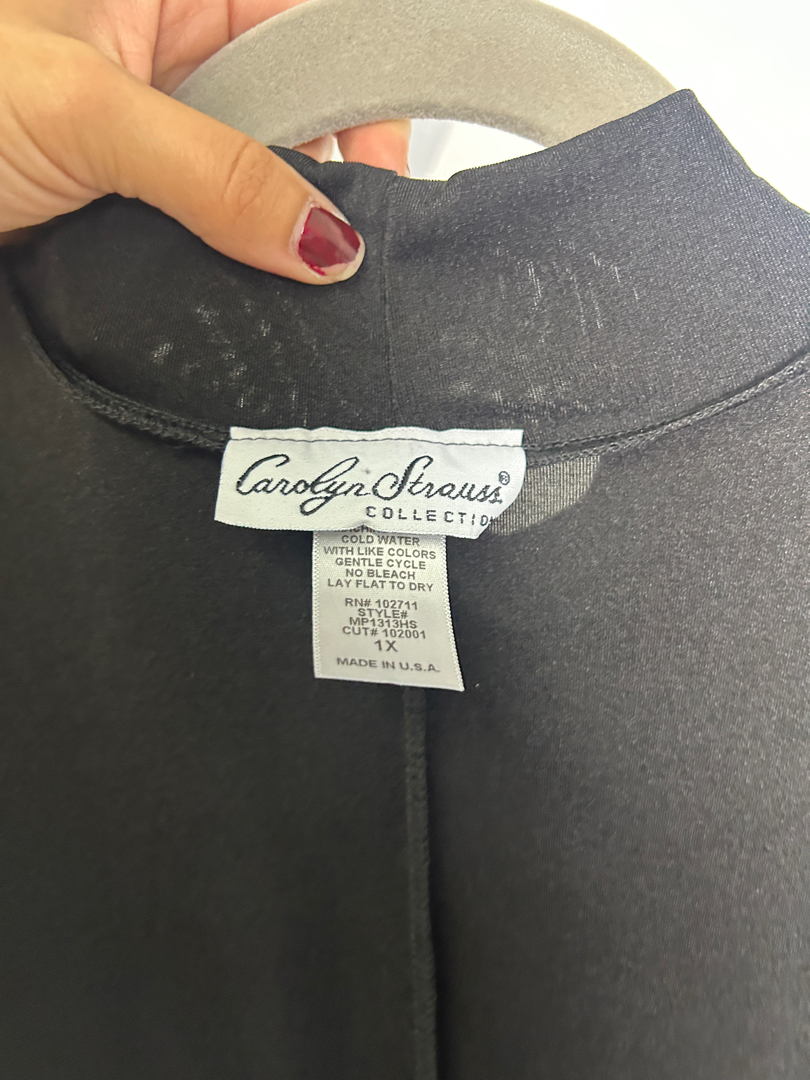 Carolyn Strauss®
COLLECTIO
COLD WATER
WITH LIKE COLORS
GENTLE CYCLE
NO BLEACH
LAY FLAT TO DRY
RN# 102711
STYLE#
MP1313HS
CUT# 102001
1X
MADE IN U.S.A.